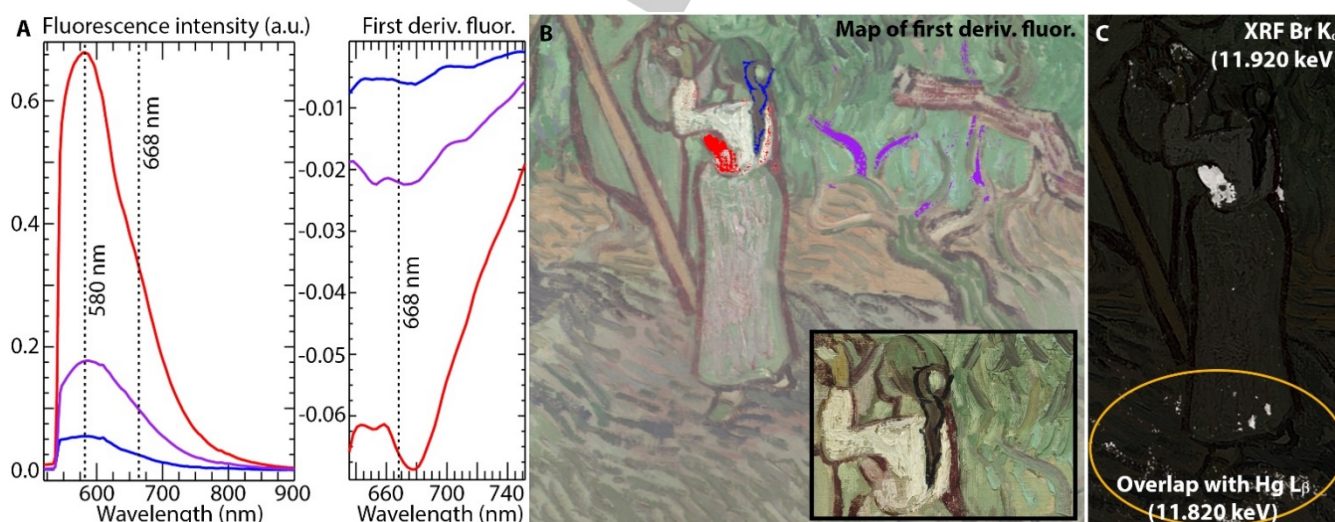 A
Fluorescence intensity (a.u.)
0.6
0.4
0.2
0.0
580 nm
668 nm
600
700
800
900
Wavelength (nm)
First deriv. fluor.
-0.01
-0.02
-0.03
-0.04
-0.05
-0.06
668 nm
660
700
740
Wavelength (nm)
B
Map of first deriv. fluor.
C
XRF Br K
(11.920 keV
Overlap with Hg Lβ
(11.820 keV)